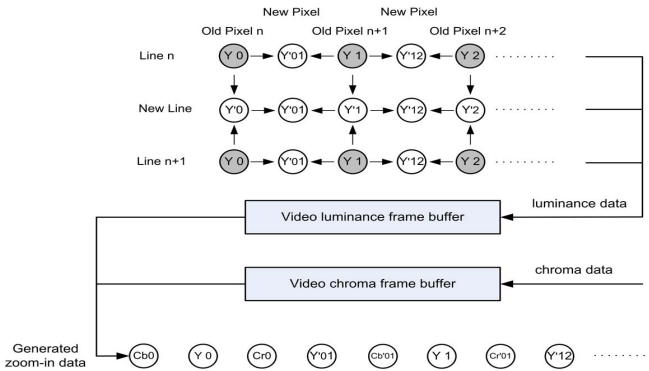 New Pixel New Pixel
Old Pixel n Old Pixel n+1 Old Pixel n+2
Line n Y 0 Y'01 Y 1 Y'12 Y 2 . . . . . . . .
New Line Y'0 Y'01 Y'1 Y'12 Y'2 . . . . . . . .
Line n+1 Y 0 Y'01 Y 1 Y'12 Y 2 . . . . . . . .
luminance data
Video luminance frame buffer
chroma data
Video chroma frame buffer
Generated
zoom-in data
Cb0 Y 0 Cr0 Y'01 Cb'01 Y 1 Cr'01 Y'12 . . . . . . . .